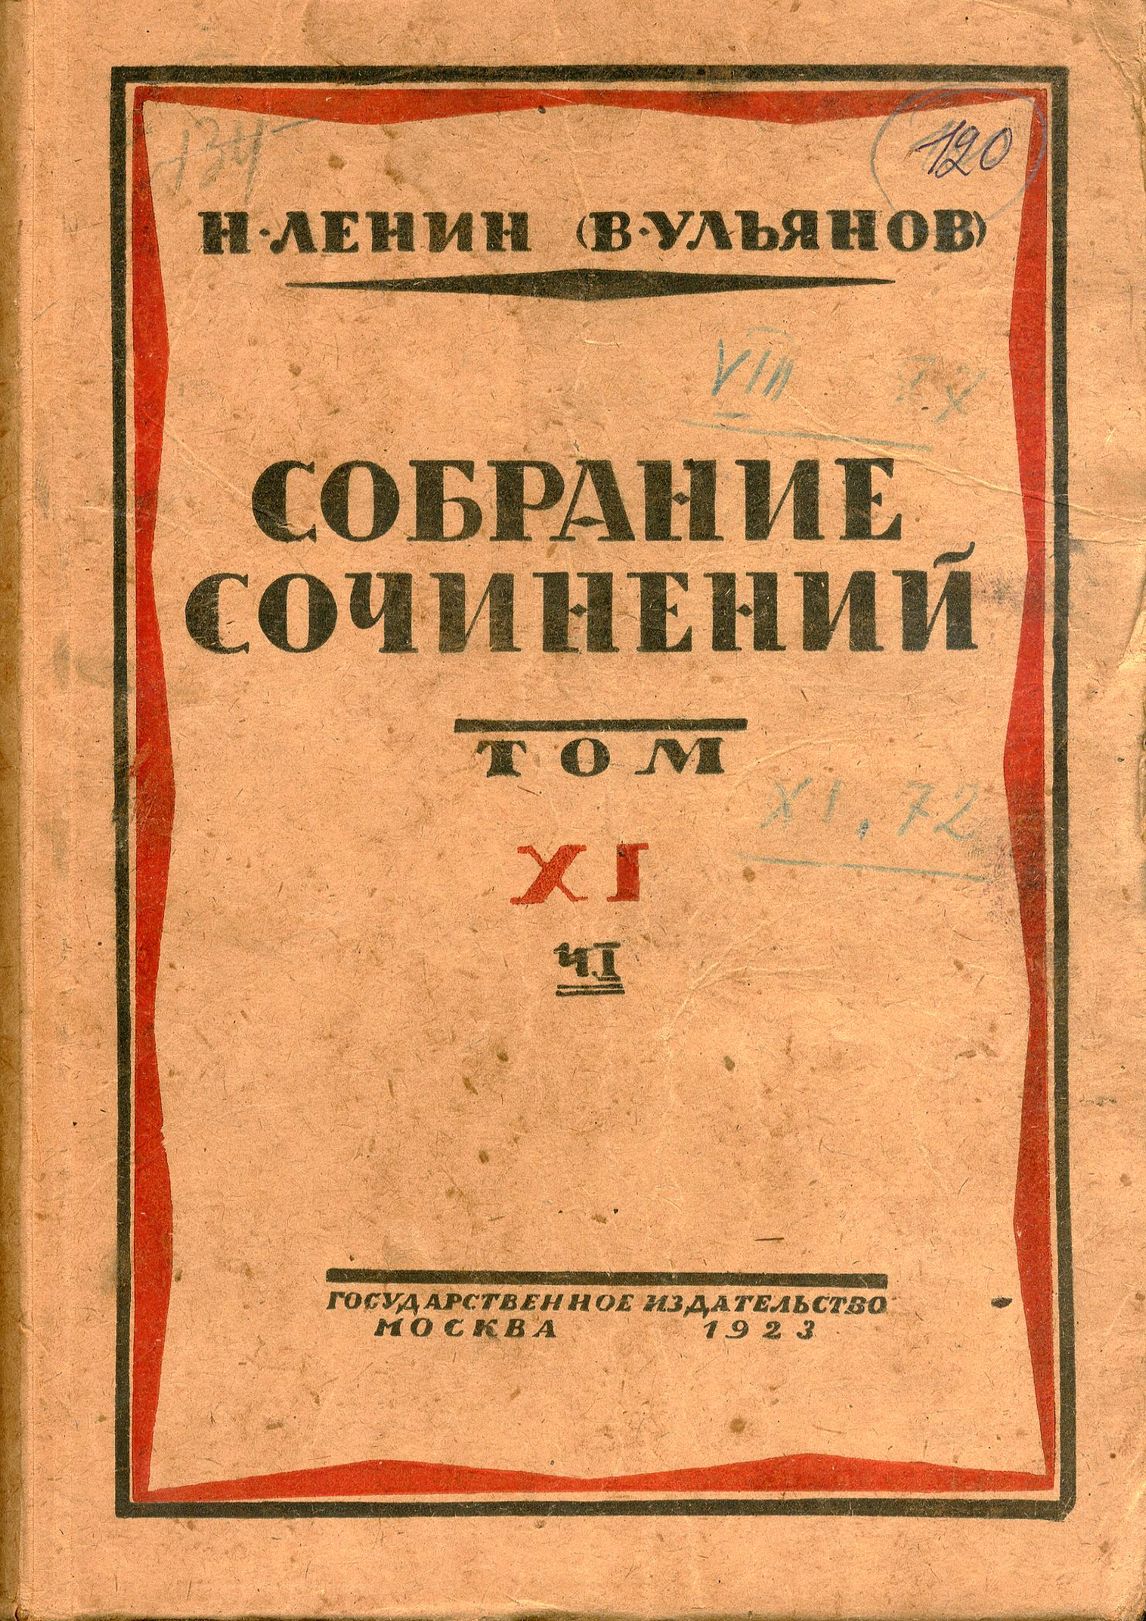 120
Н·ЛЕНИН (В·УЛЬЯНОВ)
VIII
СОБРАНИЕ
СОЧИНЕНИЙ
ТОМ
XI, 72
XI
Ч I
ГОСУДАРСТВЕННОЕ ИЗДАТЕЛЬСТВО
МОСКВА 1923